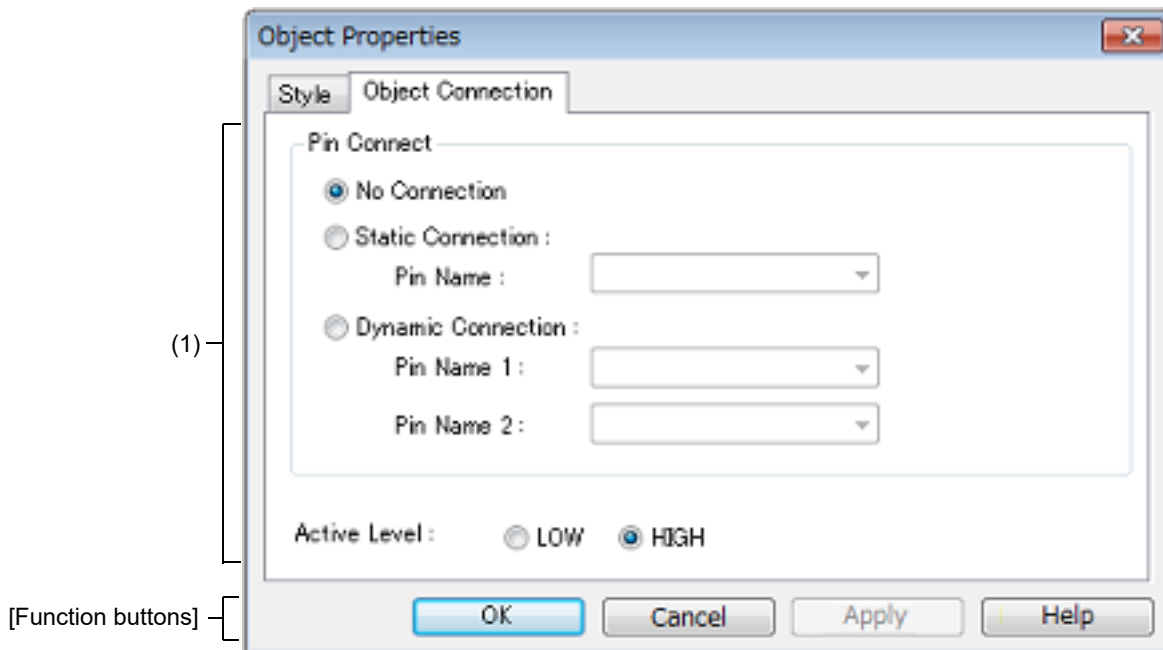 Object Properties
Style Object Connection
Pin Connect
No Connection
Static Connection :
Pin Name :
Dynamic Connection :
(1)
Pin Name 1 :
Pin Name 2 :
Active Level : LOW HIGH
[Function buttons] OK Cancel Apply Help